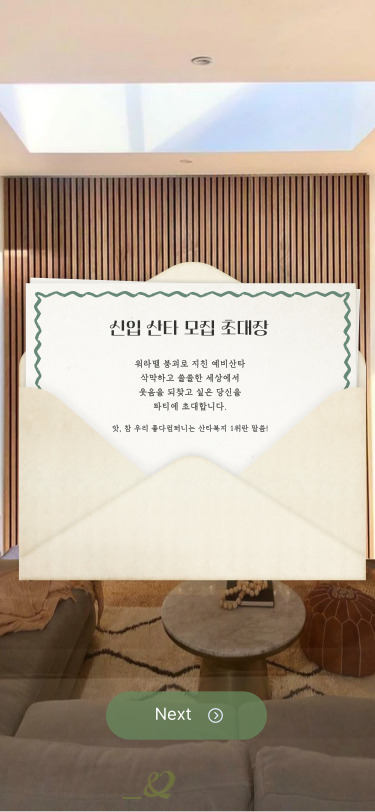 신입 산타 모집 초대장
워라밸 붕괴로 지친 예비산타
삭막하고 쓸쓸한 세상에서
웃음을 되찾고 싶은 당신을
파티에 초대합니다.
앗, 참 우리 좋다컴퍼니는 산타복지 1위란 말씀!
Next
_&